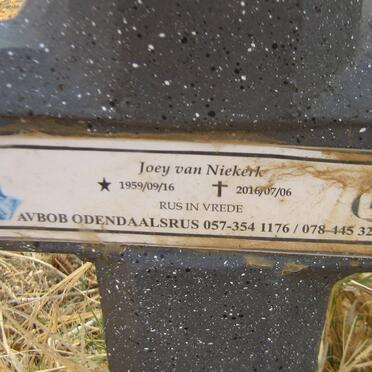 Joey van Niekerk
★ 1959/09/16 ✝ 2016/07/06
RUS IN VREDE
AVBOB ODENDAALSRUS 057-354 1176 / 078-445 32